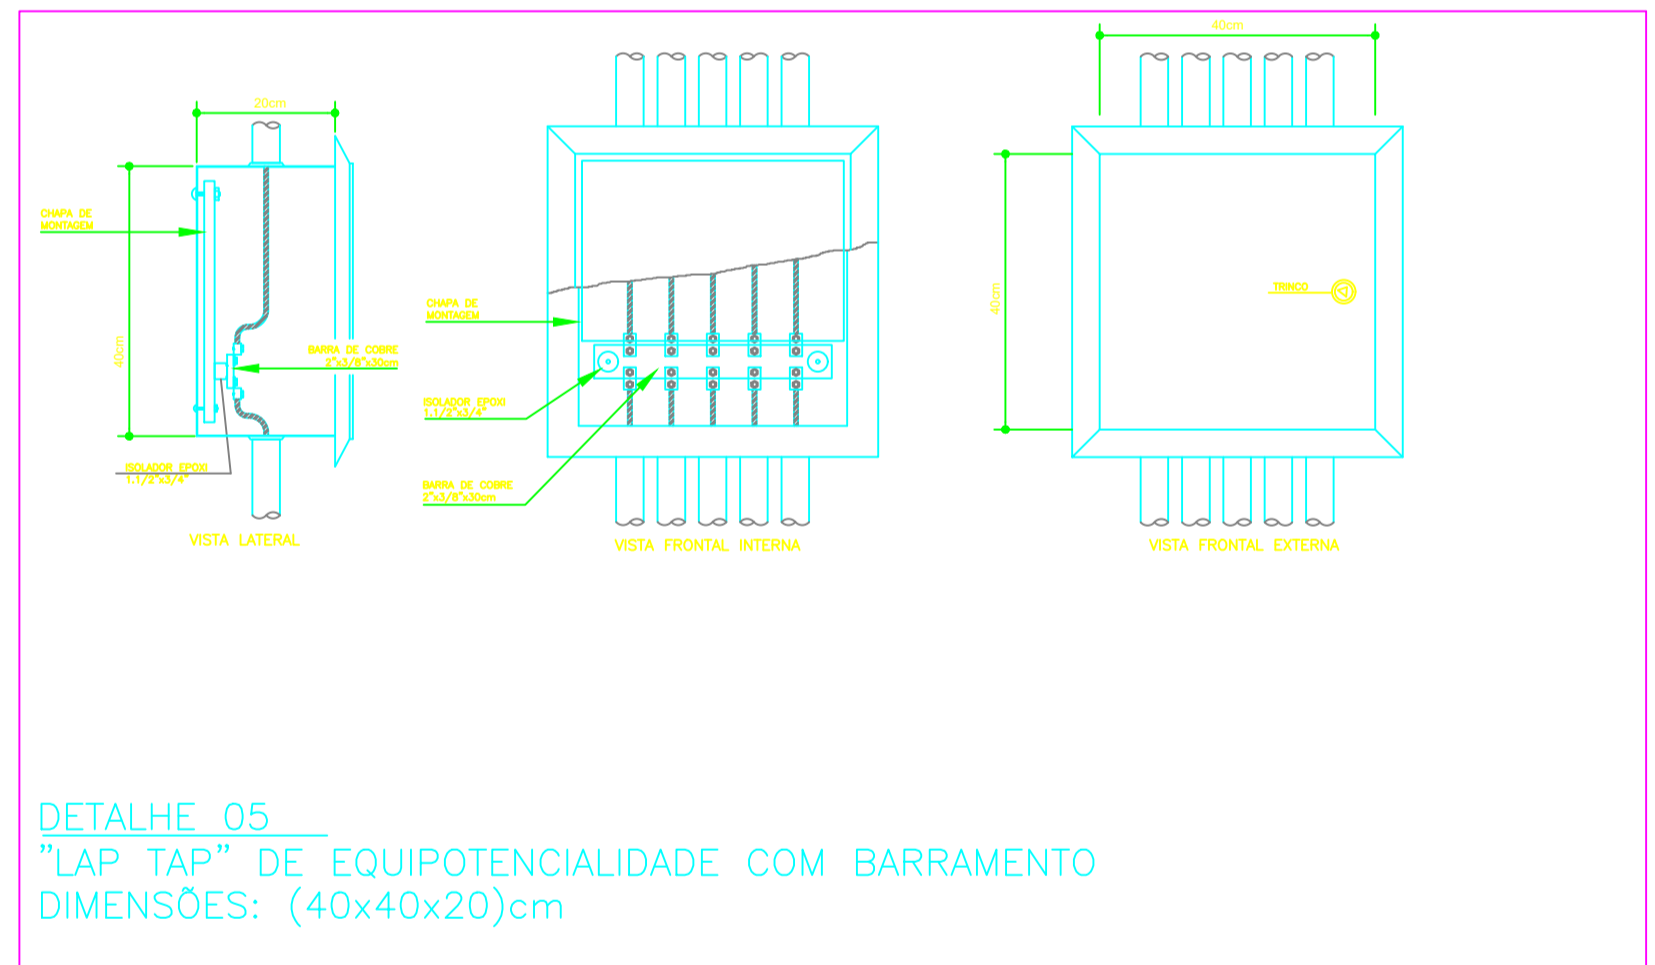 20cm
CHAPA DE
MONTAGEM
40cm
BARRA DE COBRE
2"x3/8"x30cm
ISOLADOR EPOXI
1.1/2"x3/4"
VISTA LATERAL
CHAPA DE
MONTAGEM
ISOLADOR EPOXI
1.1/2"x3/4"
BARRA DE COBRE
2"x3/8"x30cm
VISTA FRONTAL INTERNA
40cm
40cm
TRINCO
VISTA FRONTAL EXTERNA
DETALHE 05
"LAP TAP" DE EQUIPOTENCIALIDADE COM BARRAMENTO
DIMENSÕES: (40x40x20)cm